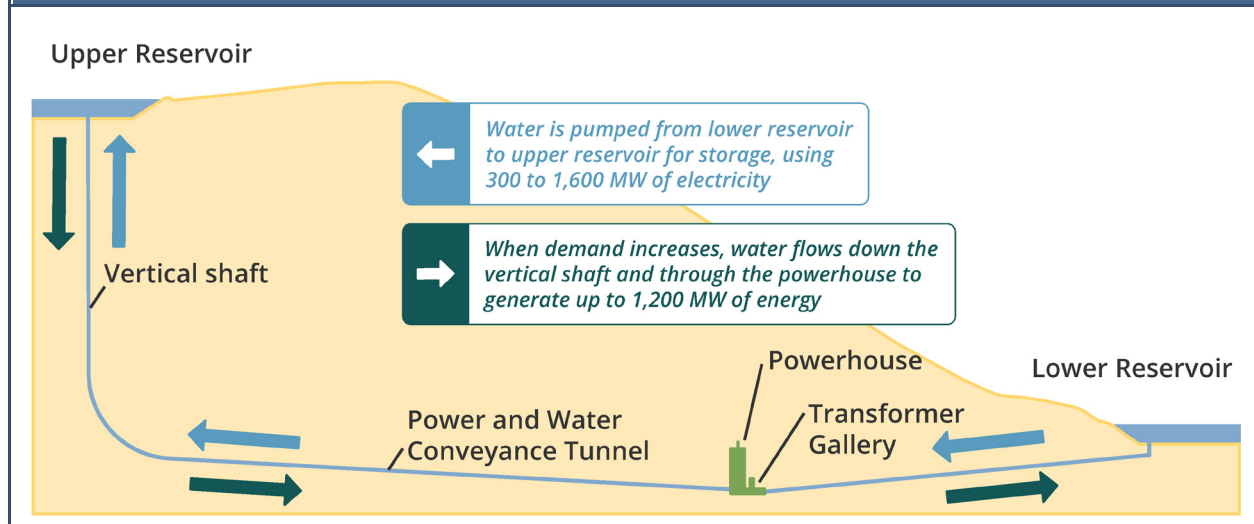 Upper Reservoir
Water is pumped from lower reservoir
to upper reservoir for storage, using
300 to 1,600 MW of electricity
When demand increases, water flows down the
vertical shaft and through the powerhouse to
generate up to 1,200 MW of energy
Vertical shaft
Powerhouse
Lower Reservoir
Power and Water
Conveyance Tunnel
Transformer
Gallery